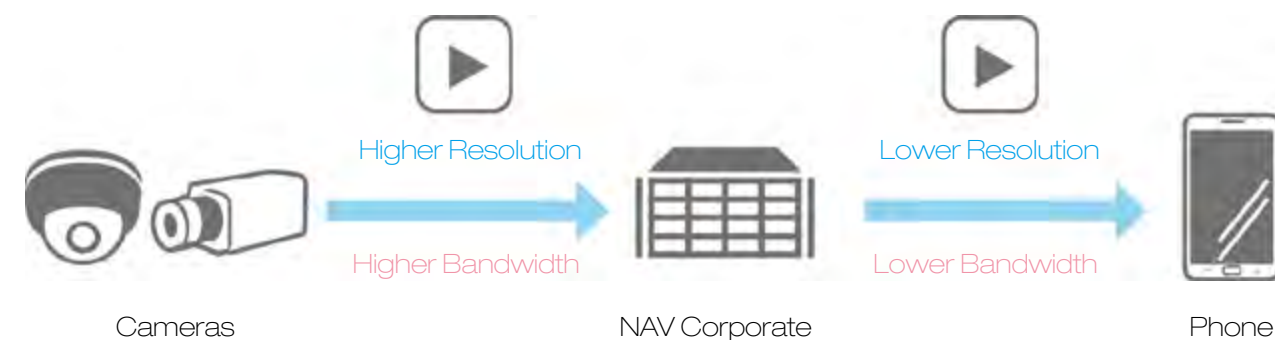 Higher Resolution
Lower Resolution
Higher Bandwidth
Lower Bandwidth
Cameras
NAV Corporate
Phone